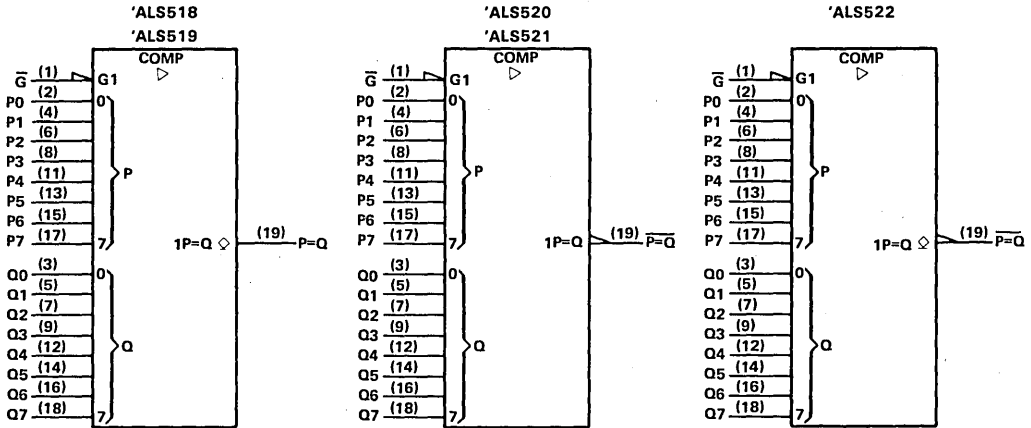 'ALS518
'ALS519
COMP
▷
G̅ (1) G1
P0 (2) 0
P1 (4)
P2 (6)
P3 (8)
P4 (11) P
P5 (13)
P6 (15)
P7 (17) 7
1P=Q ◇ (19) P=Q
Q0 (3) 0
Q1 (5)
Q2 (7)
Q3 (9)
Q4 (12) Q
Q5 (14)
Q6 (16)
Q7 (18) 7
'ALS520
'ALS521
COMP
▷
G̅ (1) G1
P0 (2) 0
P1 (4)
P2 (6)
P3 (8)
P4 (11) P
P5 (13)
P6 (15)
P7 (17) 7
1P=Q (19) P̅=̅Q̅
Q0 (3) 0
Q1 (5)
Q2 (7)
Q3 (9)
Q4 (12) Q
Q5 (14)
Q6 (16)
Q7 (18) 7
'ALS522
COMP
▷
G̅ (1) G1
P0 (2) 0
P1 (4)
P2 (6)
P3 (8)
P4 (11) P
P5 (13)
P6 (15)
P7 (17) 7
1P=Q ◇ (19) P̅=̅Q̅
Q0 (3) 0
Q1 (5)
Q2 (7)
Q3 (9)
Q4 (12) Q
Q5 (14)
Q6 (16)
Q7 (18) 7